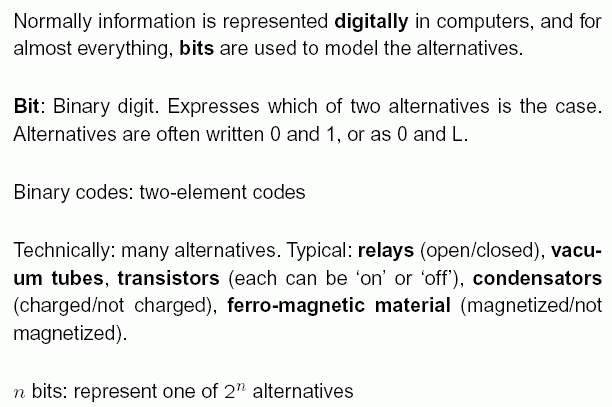 Normally information is represented digitally in computers, and for
almost everything, bits are used to model the alternatives.
Bit: Binary digit. Expresses which of two alternatives is the case.
Alternatives are often written 0 and 1, or as 0 and L.
Binary codes: two-element codes
Technically: many alternatives. Typical: relays (open/closed), vacu-
um tubes, transistors (each can be ‘on’ or ‘off’), condensators
(charged/not charged), ferro-magnetic material (magnetized/not
magnetized).
n bits: represent one of 2ⁿ alternatives